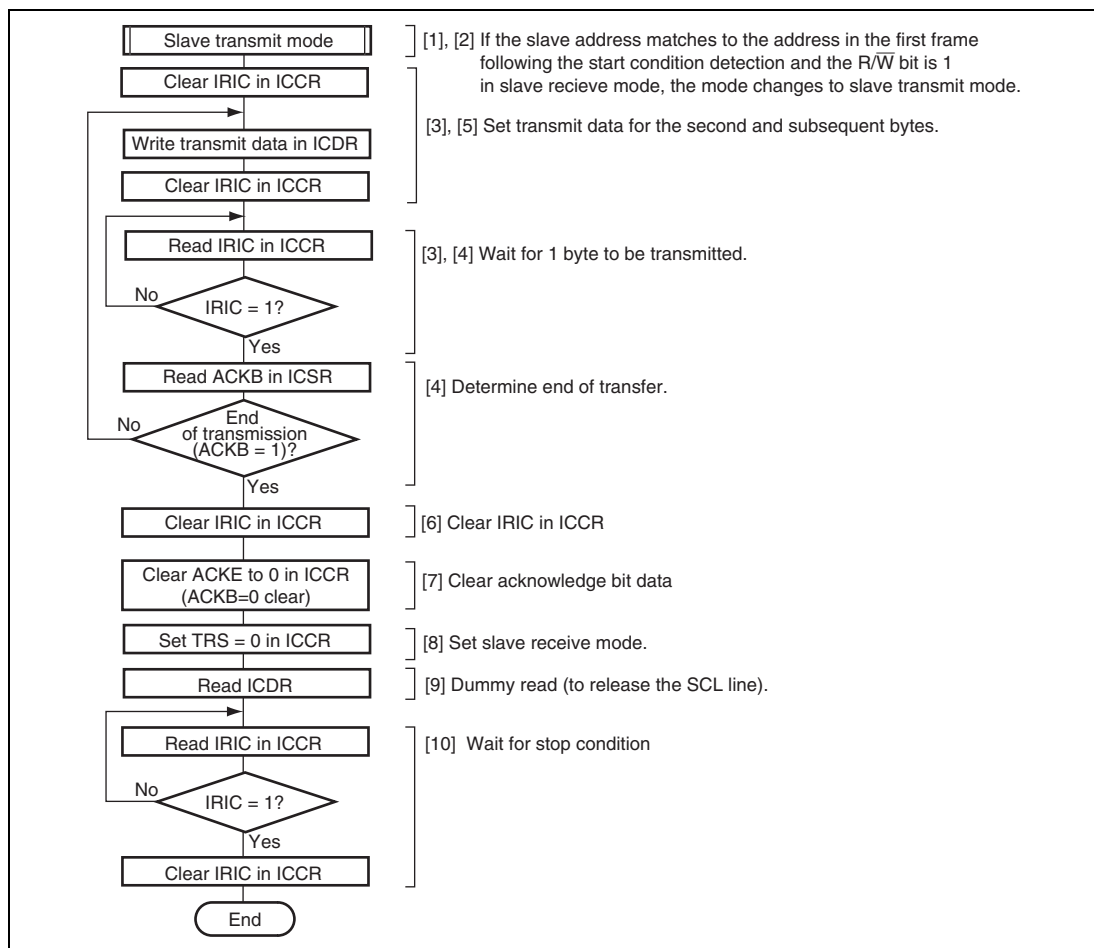 Slave transmit mode
[1], [2] If the slave address matches to the address in the first frame
following the start condition detection and the R/W̅ bit is 1
in slave recieve mode, the mode changes to slave transmit mode.
Clear IRIC in ICCR
[3], [5] Set transmit data for the second and subsequent bytes.
Write transmit data in ICDR
Clear IRIC in ICCR
Read IRIC in ICCR
[3], [4] Wait for 1 byte to be transmitted.
No
IRIC = 1?
Yes
Read ACKB in ICSR
[4] Determine end of transfer.
No
End
of transmission
(ACKB = 1)?
Yes
Clear IRIC in ICCR
[6] Clear IRIC in ICCR
Clear ACKE to 0 in ICCR
(ACKB=0 clear)
[7] Clear acknowledge bit data
Set TRS = 0 in ICCR
[8] Set slave receive mode.
Read ICDR
[9] Dummy read (to release the SCL line).
Read IRIC in ICCR
[10] Wait for stop condition
No
IRIC = 1?
Yes
Clear IRIC in ICCR
End